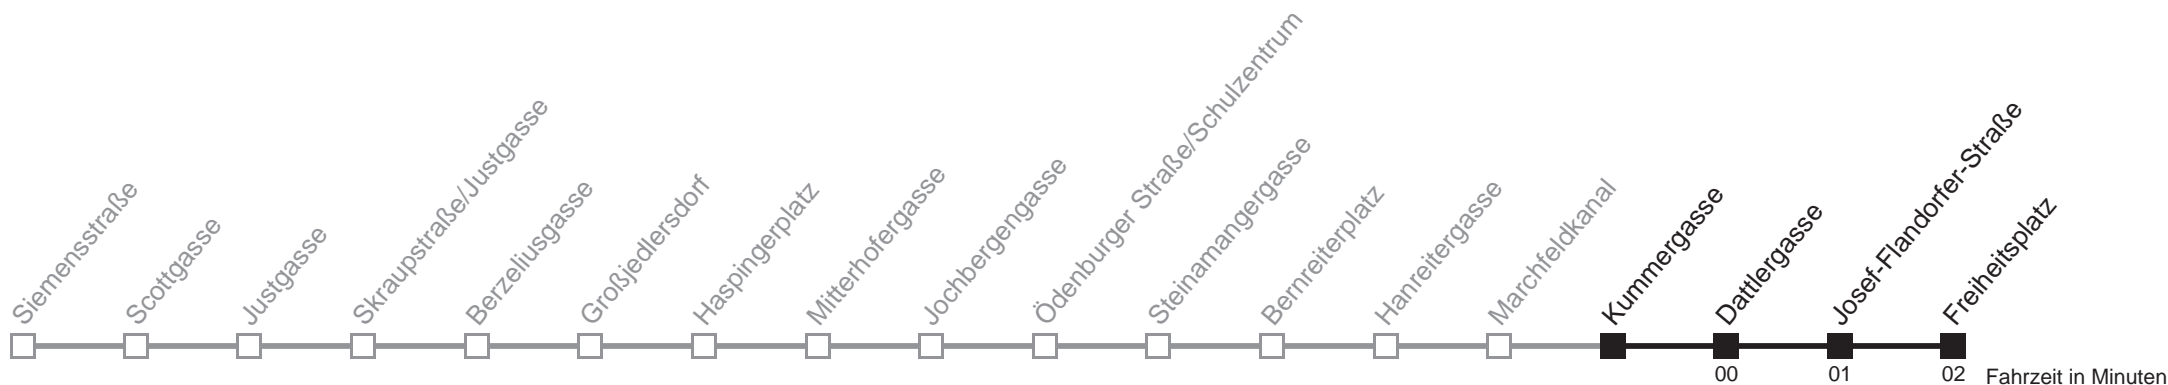 Siemensstraße
Scottgasse
Justgasse
Skraupstraße/Justgasse
Berzeliusgasse
Großjedlersdorf
Haspingerplatz
Mitterhofergasse
Jochbergengasse
Ödenburger Straße/Schulzentrum
Steinamangergasse
Bernreiterplatz
Hanreitergasse
Marchfeldkanal
Kummergasse
Dattlergasse
Josef-Flandorfer-Straße
Freiheitsplatz
00 01 02 Fahrzeit in Minuten